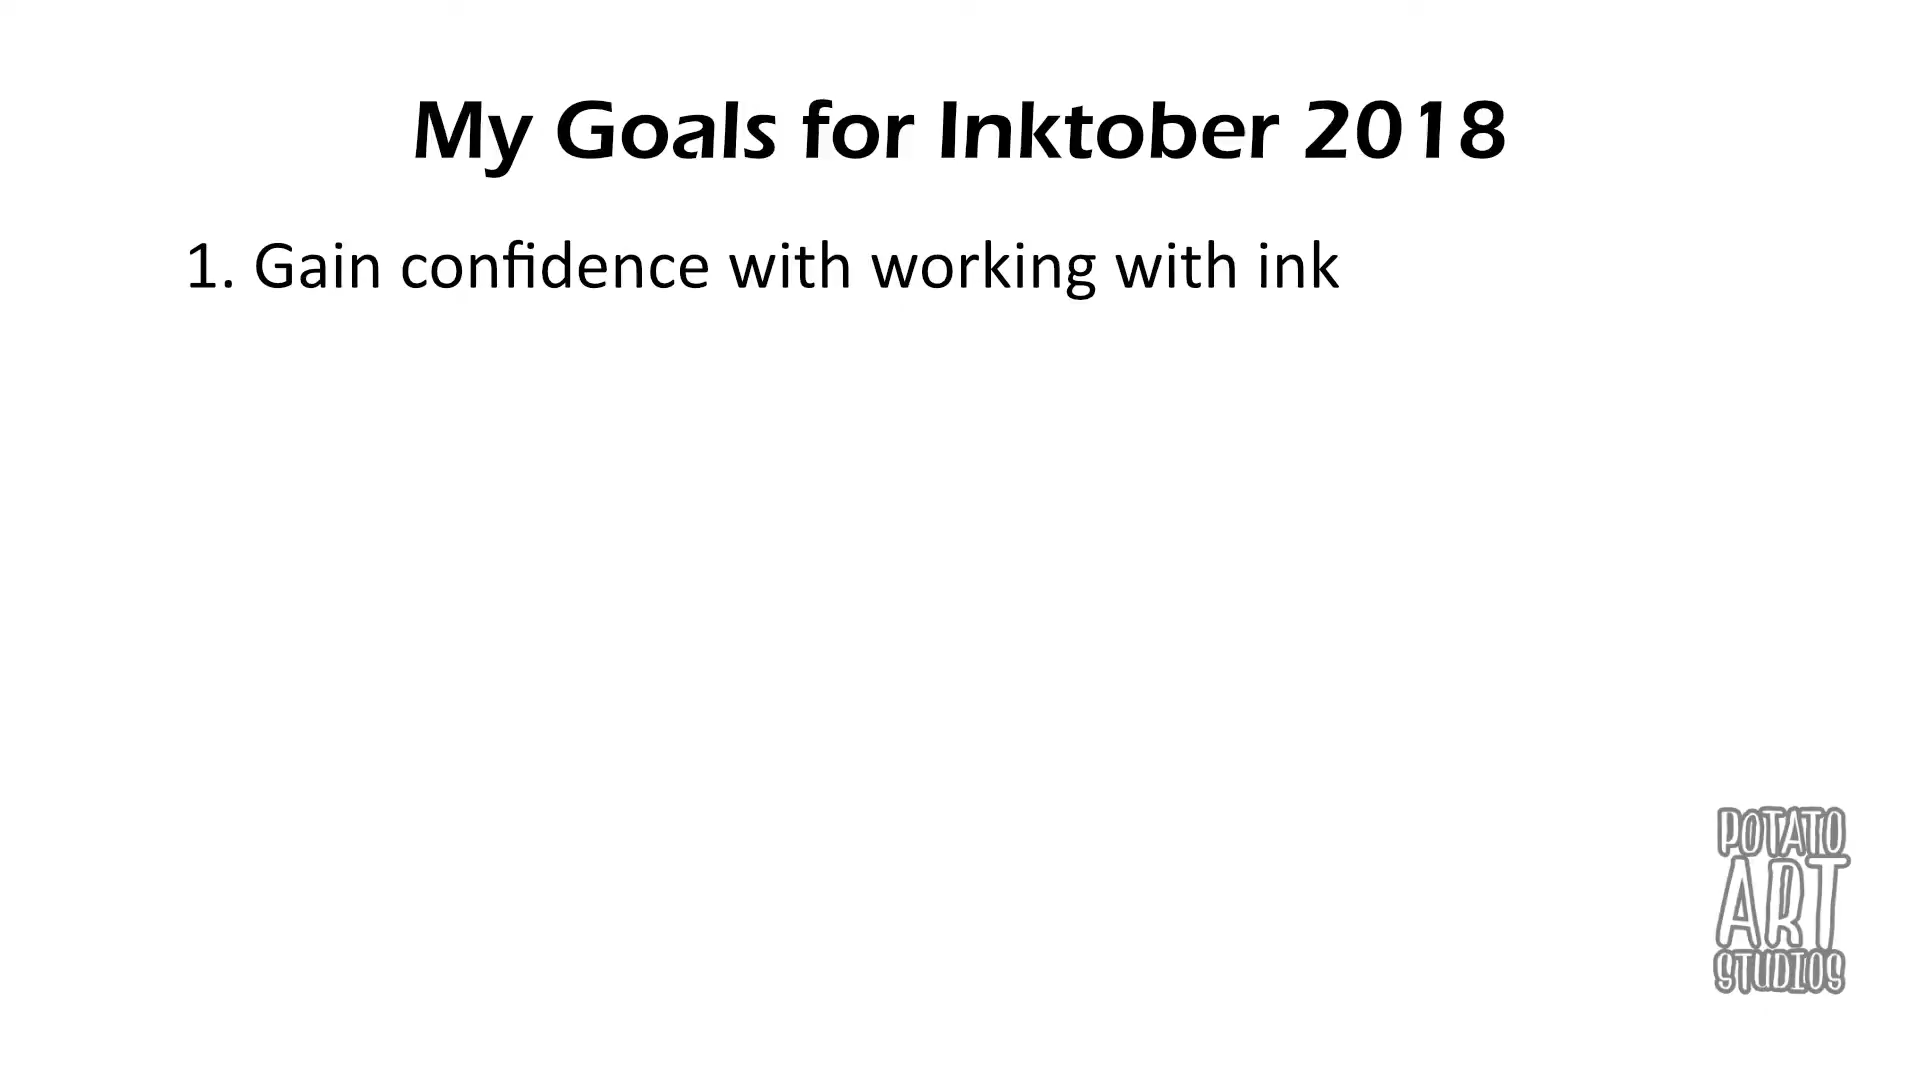 My Goals for Inktober 2018
1. Gain confidence with working with ink
POTATO
ART
STUDIOS